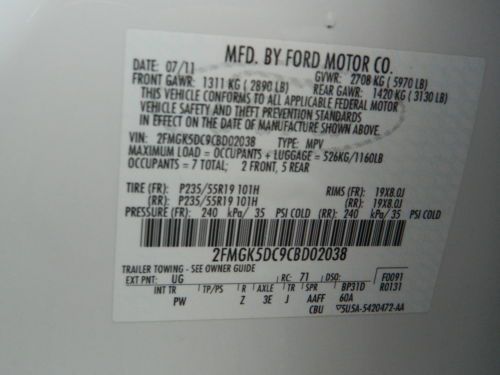 MFD. BY FORD MOTOR CO.
DATE: 07/11 GVWR: 2708 KG (5970 LB)
FRONT GAWR: 1311 KG (2890 LB) REAR GAWR: 1420 KG (3130 LB)
THIS VEHICLE CONFORMS TO ALL APPLICABLE FEDERAL MOTOR
VEHICLE SAFETY AND THEFT PREVENTION STANDARDS
IN EFFECT ON THE DATE OF MANUFACTURE SHOWN ABOVE.
VIN: 2FMGK5DC9CBD02038 TYPE: MPV
MAXIMUM LOAD = OCCUPANTS + LUGGAGE = 526KG/1160LB
OCCUPANTS = 7 TOTAL; 2 FRONT, 5 REAR
TIRE (FR): P235/55R19 101H RIMS (FR): 19X8.0J
(RR): P235/55R19 101H (RR): 19X8.0J
PRESSURE (FR): 240 kPa/ 35 PSI COLD (RR): 240 kPa/ 35 PSI COLD
2FMGK5DC9CBD02038
TRAILER TOWING - SEE OWNER GUIDE
EXT PNT: UG RC: 71 DSO: F0091
INT TR TP/PS R AXLE TR SPR BP31D R0131
PW Z 3E J AAFF 60A
CBU 5U5A-5420472-AA